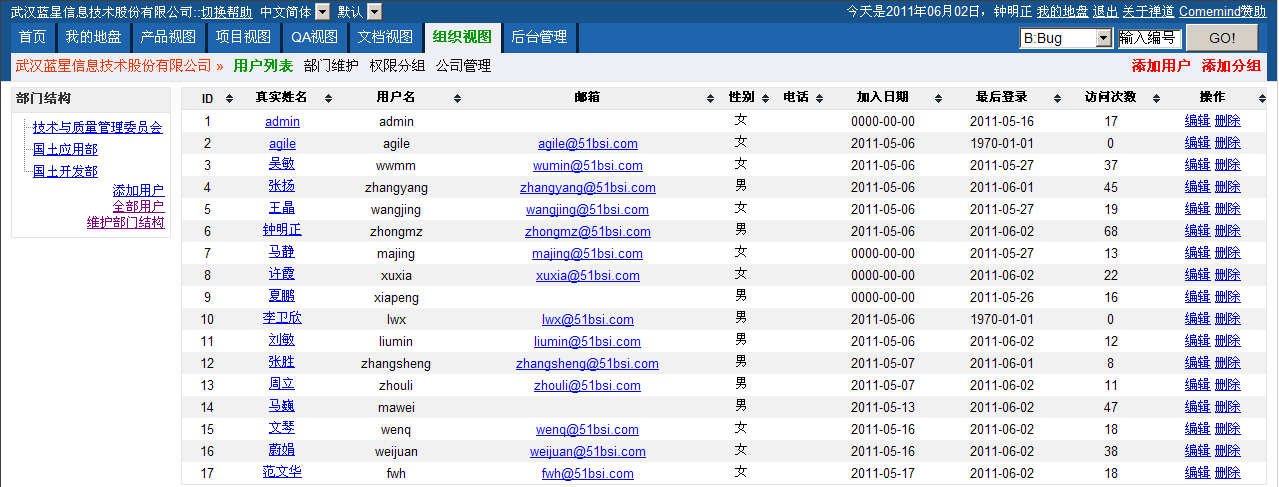 武汉蓝星信息技术股份有限公司::切换帮助 中文简体 默认 今天是2011年06月02日，钟明正 我的地盘 退出 关于禅道 Comemind赞助
首页 我的地盘 产品视图 项目视图 QA视图 文档视图 组织视图 后台管理 B:Bug 输入编号 GO!
武汉蓝星信息技术股份有限公司 » 用户列表 部门维护 权限分组 公司管理 添加用户 添加分组
部门结构
技术与质量管理委员会
国土应用部
国土开发部
添加用户
全部用户
维护部门结构
ID 真实姓名 用户名 邮箱 性别 电话 加入日期 最后登录 访问次数 操作
1 admin admin 女 0000-00-00 2011-05-16 17 编辑 删除
2 agile agile agile@51bsi.com 女 2011-05-06 1970-01-01 0 编辑 删除
3 吴敏 wwmm wumin@51bsi.com 女 2011-05-06 2011-05-27 37 编辑 删除
4 张扬 zhangyang zhangyang@51bsi.com 男 2011-05-06 2011-06-01 45 编辑 删除
5 王晶 wangjing wangjing@51bsi.com 女 2011-05-06 2011-05-27 19 编辑 删除
6 钟明正 zhongmz zhongmz@51bsi.com 男 2011-05-06 2011-06-02 68 编辑 删除
7 马静 majing majing@51bsi.com 女 0000-00-00 2011-05-27 13 编辑 删除
8 许霞 xuxia xuxia@51bsi.com 女 0000-00-00 2011-06-02 22 编辑 删除
9 夏鹏 xiapeng 男 0000-00-00 2011-05-26 16 编辑 删除
10 李卫欣 lwx lwx@51bsi.com 男 2011-05-06 1970-01-01 0 编辑 删除
11 刘敏 liumin liumin@51bsi.com 男 2011-05-06 2011-06-02 12 编辑 删除
12 张胜 zhangsheng zhangsheng@51bsi.com 男 2011-05-07 2011-06-01 8 编辑 删除
13 周立 zhouli zhouli@51bsi.com 男 2011-05-07 2011-06-02 11 编辑 删除
14 马巍 mawei 男 2011-05-13 2011-06-02 47 编辑 删除
15 文琴 wenq wenq@51bsi.com 女 2011-05-16 2011-06-02 18 编辑 删除
16 蔚娟 weijuan weijuan@51bsi.com 女 2011-05-16 2011-06-02 38 编辑 删除
17 范文华 fwh fwh@51bsi.com 女 2011-05-17 2011-06-02 18 编辑 删除